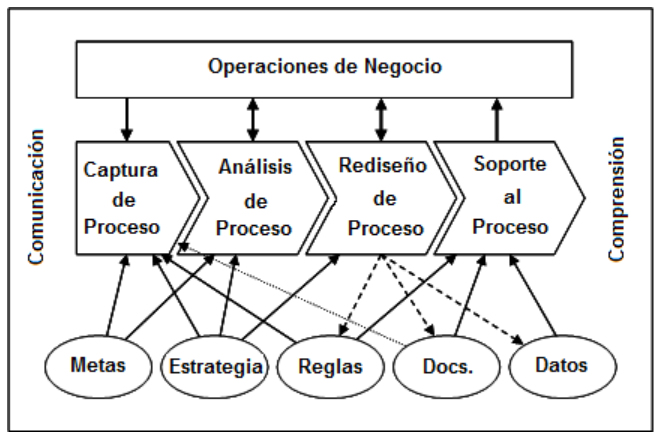 Operaciones de Negocio
Comunicación
Captura
de
Proceso
Análisis
de
Proceso
Rediseño
de
Proceso
Soporte
al
Proceso
Comprensión
Metas
Estrategia
Reglas
Docs.
Datos